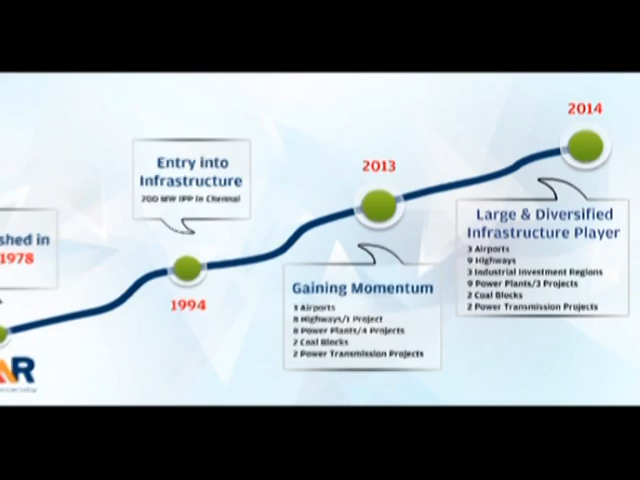 shed in
1978
Entry into
Infrastructure
200 MW IPP in Chennai
1994
2013
Gaining Momentum
3 Airports
8 Highways/1 Project
8 Power Plants/4 Projects
2 Coal Blocks
2 Power Transmission Projects
2014
Large & Diversified
Infrastructure Player
3 Airports
9 Highways
3 Industrial Investment Regions
9 Power Plants/3 Projects
2 Coal Blocks
2 Power Transmission Projects